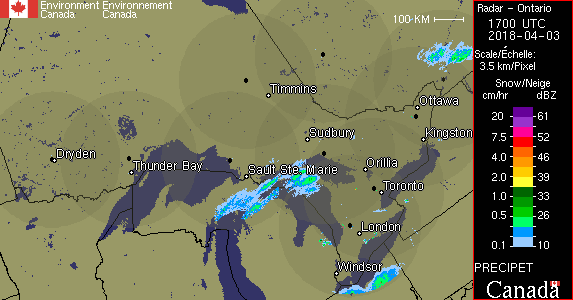 Environment Environnement
Canada Canada
100 KM
Timmins
Ottawa
Sudbury
Kingston
Dryden
Thunder Bay
Sault Ste. Marie
Orillia
Toronto
London
Windsor
Radar - Ontario
1700 UTC
2018-04-03
Scale/Échelle:
3.5 km/Pixel
Snow/Neige
cm/hr dBZ
20 61
7.5 52
4.0 46
2.0 39
1.0 33
0.5 26
0.1 10
PRECIPET
Canada